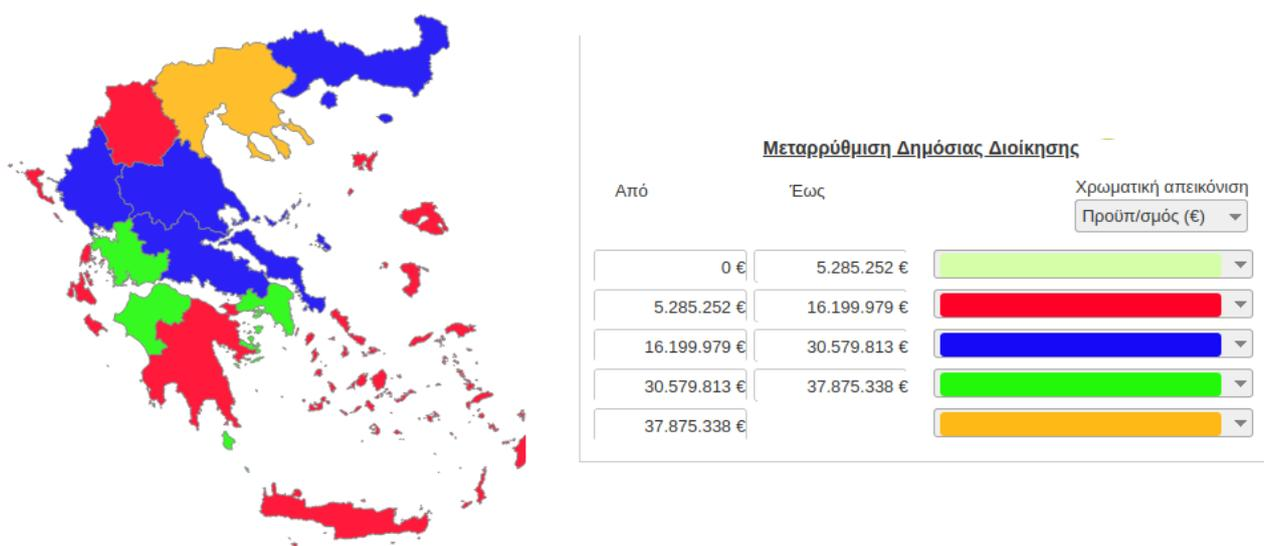 Μεταρρύθμιση Δημόσιας Διοίκησης
Από Έως Χρωματική απεικόνιση
Προϋπ/σμός (€)
0 € 5.285.252 €
5.285.252 € 16.199.979 €
16.199.979 € 30.579.813 €
30.579.813 € 37.875.338 €
37.875.338 €